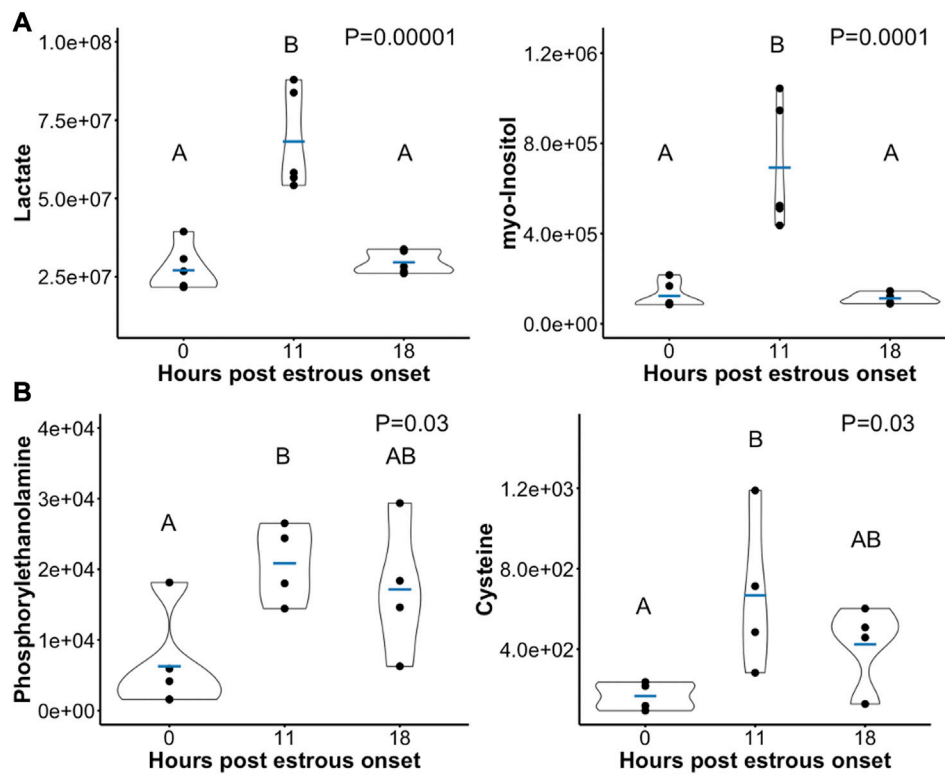 A
Lactate
1.0e+08
7.5e+07
5.0e+07
2.5e+07
A
B
A
P=0.00001
0 11 18
Hours post estrous onset
myo-Inositol
1.2e+06
8.0e+05
4.0e+05
0.0e+00
A
B
A
P=0.0001
0 11 18
Hours post estrous onset
B
Phosphorylethanolamine
4e+04
3e+04
2e+04
1e+04
0e+00
A
B
AB
P=0.03
0 11 18
Hours post estrous onset
Cysteine
1.2e+03
8.0e+02
4.0e+02
A
B
AB
P=0.03
0 11 18
Hours post estrous onset